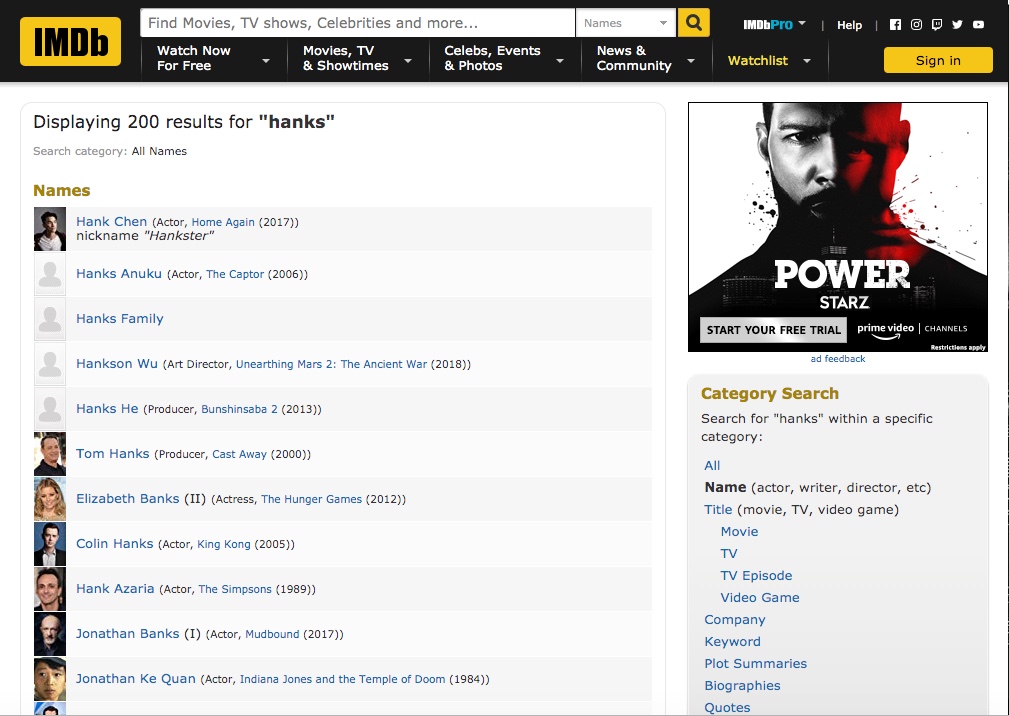 IMDb
Find Movies, TV shows, Celebrities and more...
Names
IMDbPro
|
Help
|
Watch Now
For Free
Movies, TV
& Showtimes
Celebs, Events
& Photos
News &
Community
Watchlist
Sign in
Displaying 200 results for "hanks"
Search category: All Names
Names
Hank Chen (Actor, Home Again (2017))
nickname "Hankster"
Hanks Anuku (Actor, The Captor (2006))
Hanks Family
Hankson Wu (Art Director, Unearthing Mars 2: The Ancient War (2018))
Hanks He (Producer, Bunshinsaba 2 (2013))
Tom Hanks (Producer, Cast Away (2000))
Elizabeth Banks (II) (Actress, The Hunger Games (2012))
Colin Hanks (Actor, King Kong (2005))
Hank Azaria (Actor, The Simpsons (1989))
Jonathan Banks (I) (Actor, Mudbound (2017))
Jonathan Ke Quan (Actor, Indiana Jones and the Temple of Doom (1984))
POWER
STARZ
START YOUR FREE TRIAL
prime video | CHANNELS
Restrictions apply
ad feedback
Category Search
Search for "hanks" within a specific
category:
All
Name (actor, writer, director, etc)
Title (movie, TV, video game)
Movie
TV
TV Episode
Video Game
Company
Keyword
Plot Summaries
Biographies
Quotes